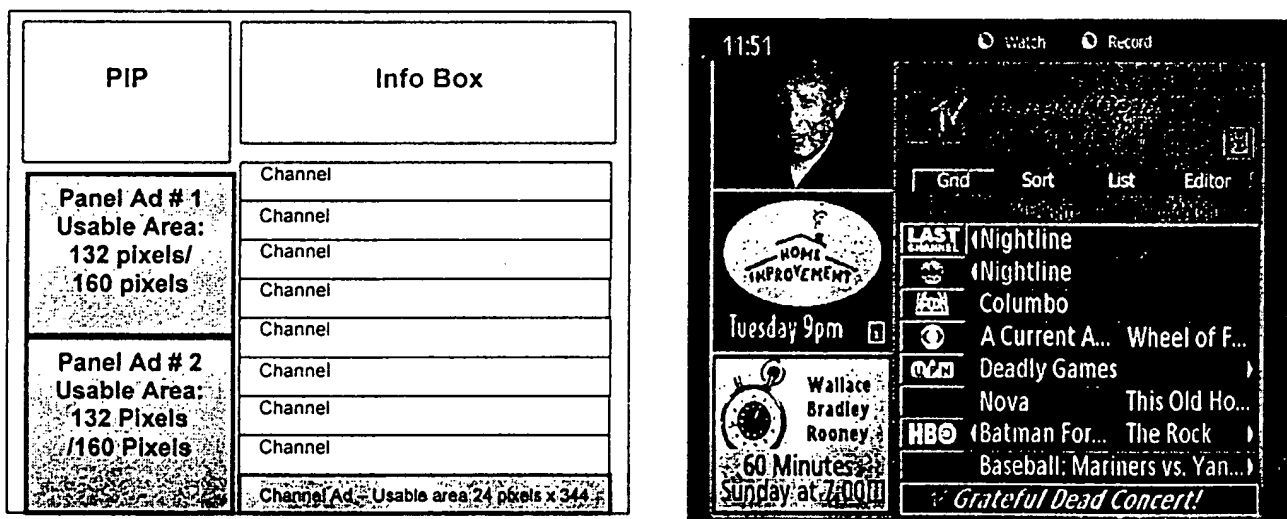 PIP
Info Box
Panel Ad # 1
Usable Area:
132 pixels/
160 pixels
Panel Ad # 2
Usable Area:
132 Pixels
/160 Pixels
Channel
Channel
Channel
Channel
Channel
Channel
Channel
Channel
Channel Ad - Usable area 24 pixels x 344
11:51
Watch Record
Grid Sort List Editor
HOME
IMPROVEMENT
Tuesday 9pm
Wallace
Bradley
Rooney
60 Minutes
Sunday at 7:00
LAST CHANNEL Nightline
Nightline
Columbo
A Current A... Wheel of F...
Deadly Games
Nova This Old Ho...
HBO Batman For... The Rock
Baseball: Mariners vs. Yan...
Grateful Dead Concert!